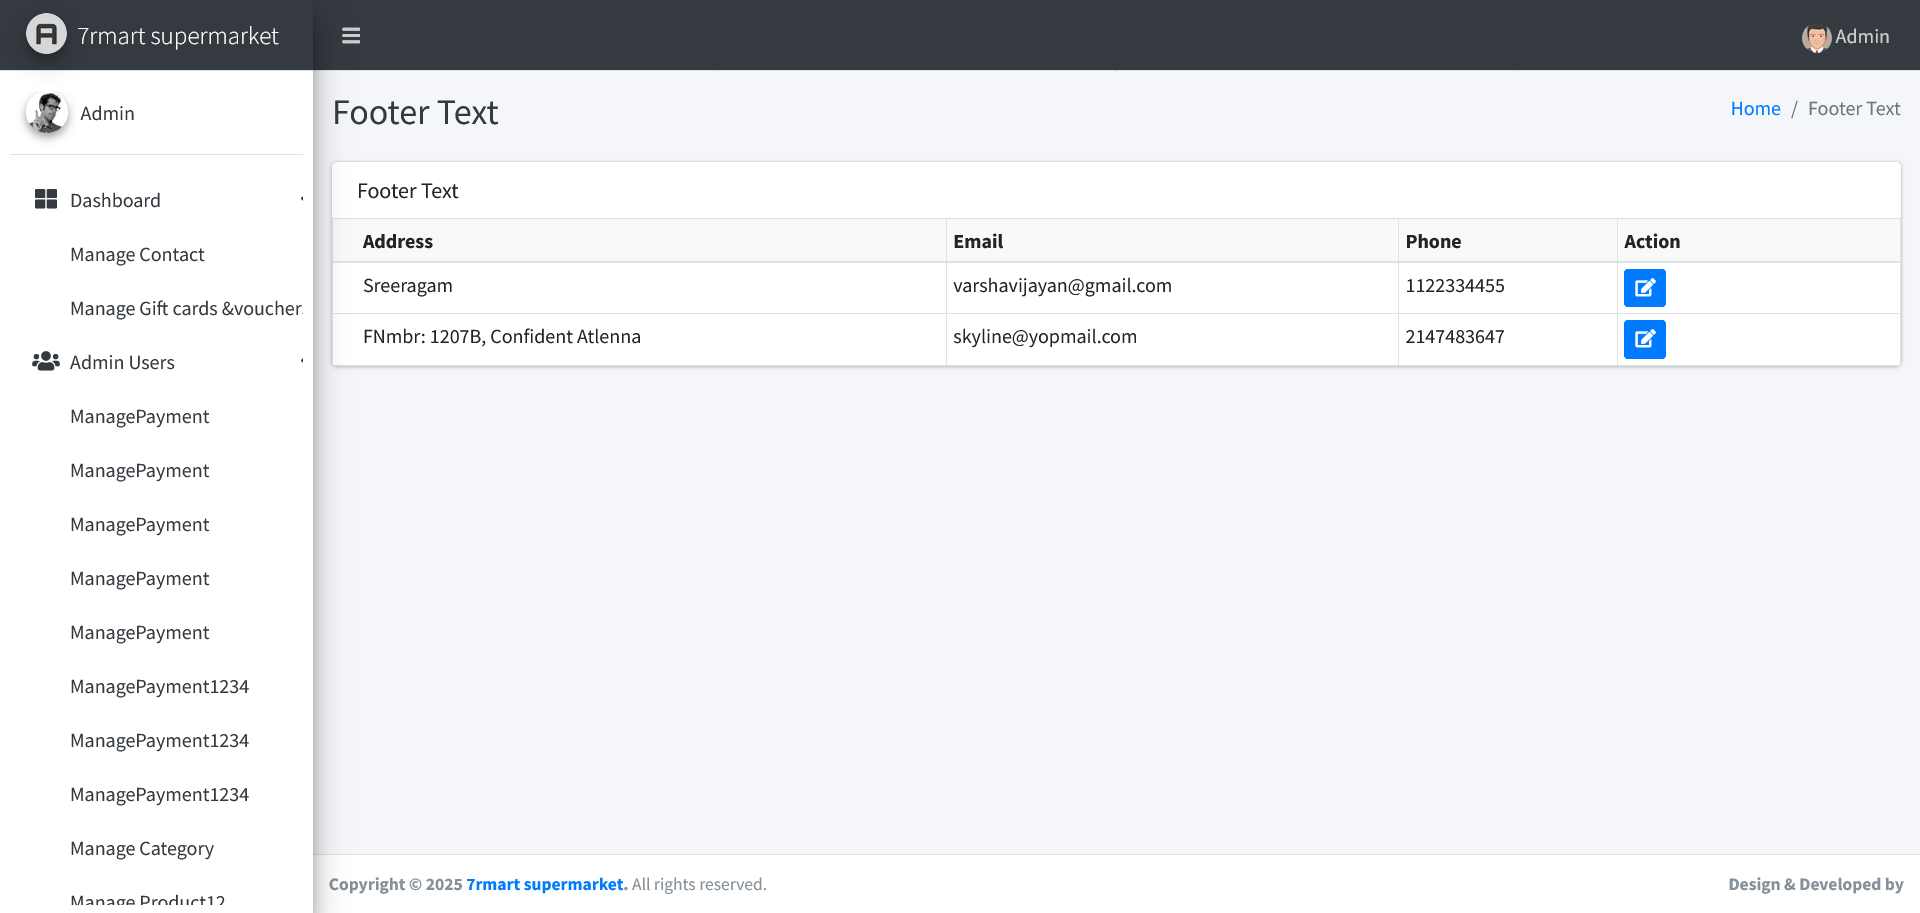 7rmart supermarket
Admin
Admin
Dashboard
Manage Contact
Manage Gift cards &voucher
Admin Users
ManagePayment
ManagePayment
ManagePayment
ManagePayment
ManagePayment
ManagePayment1234
ManagePayment1234
ManagePayment1234
Manage Category
Manage Product12
Footer Text
Home / Footer Text
Footer Text
Address Email Phone Action
Sreeragam varshavijayan@gmail.com 1122334455
FNmbr: 1207B, Confident Atlenna skyline@yopmail.com 2147483647
Copyright © 2025 7rmart supermarket. All rights reserved.
Design & Developed by